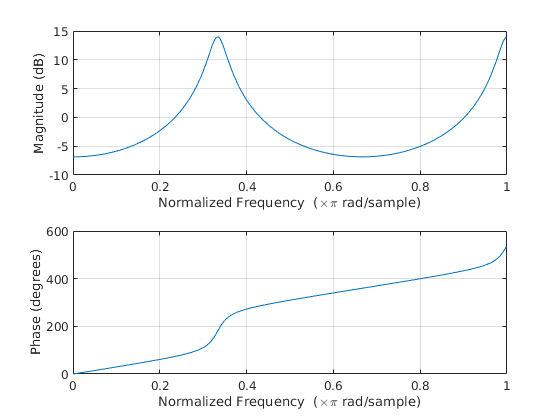 15
10
5
0
-5
-10
Magnitude (dB)
0 0.2 0.4 0.6 0.8 1
Normalized Frequency (×π rad/sample)
600
400
200
0
Phase (degrees)
0 0.2 0.4 0.6 0.8 1
Normalized Frequency (×π rad/sample)